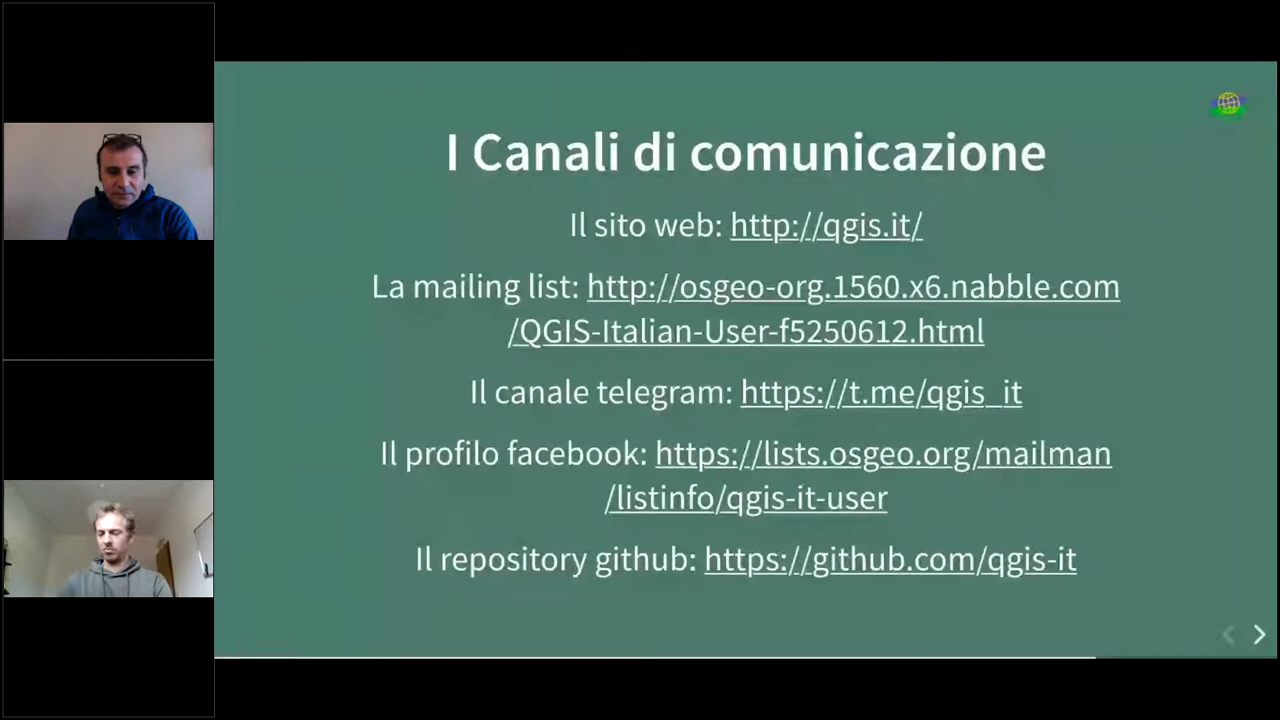 I Canali di comunicazione
Il sito web: http://qgis.it/
La mailing list: http://osgeo-org.1560.x6.nabble.com
/QGIS-Italian-User-f5250612.html
Il canale telegram: https://t.me/qgis_it
Il profilo facebook: https://lists.osgeo.org/mailman
/listinfo/qgis-it-user
Il repository github: https://github.com/qgis-it